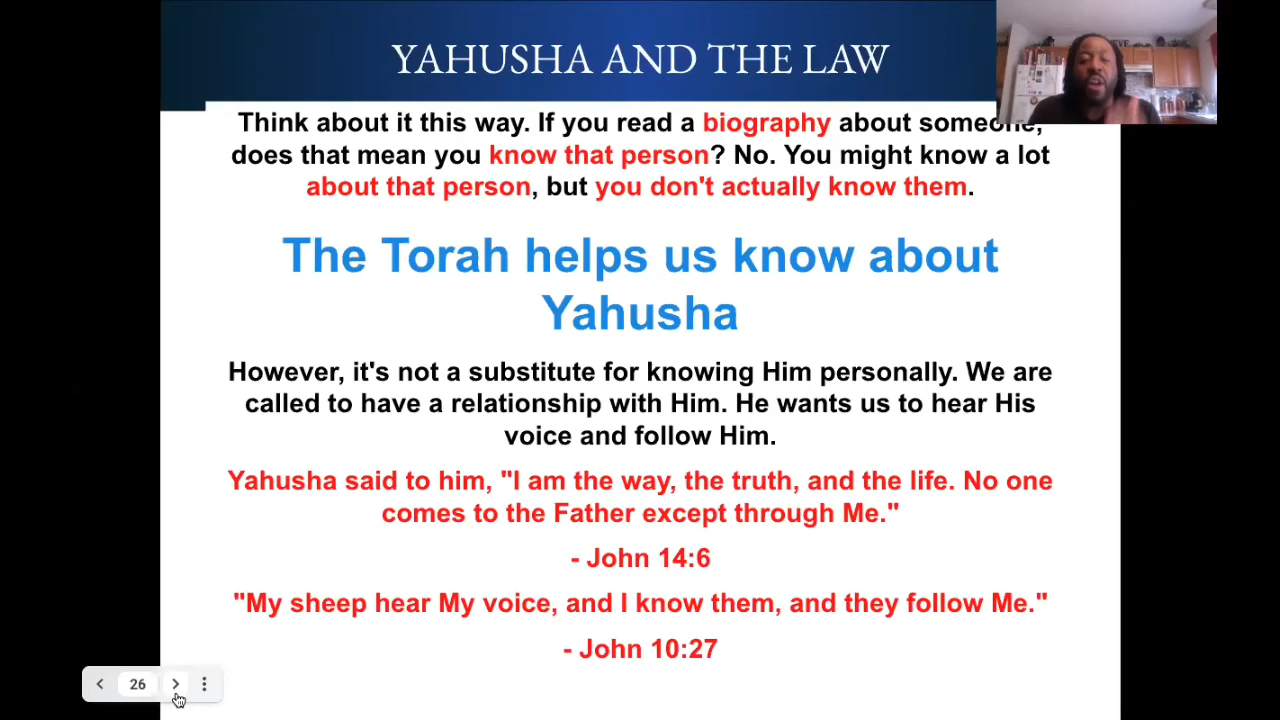 YAHUSHA AND THE LAW
Think about it this way. If you read a biography about someone,
does that mean you know that person? No. You might know a lot
about that person, but you don't actually know them.
The Torah helps us know about
Yahusha
However, it's not a substitute for knowing Him personally. We are
called to have a relationship with Him. He wants us to hear His
voice and follow Him.
Yahusha said to him, "I am the way, the truth, and the life. No one
comes to the Father except through Me."
- John 14:6
"My sheep hear My voice, and I know them, and they follow Me."
- John 10:27
26